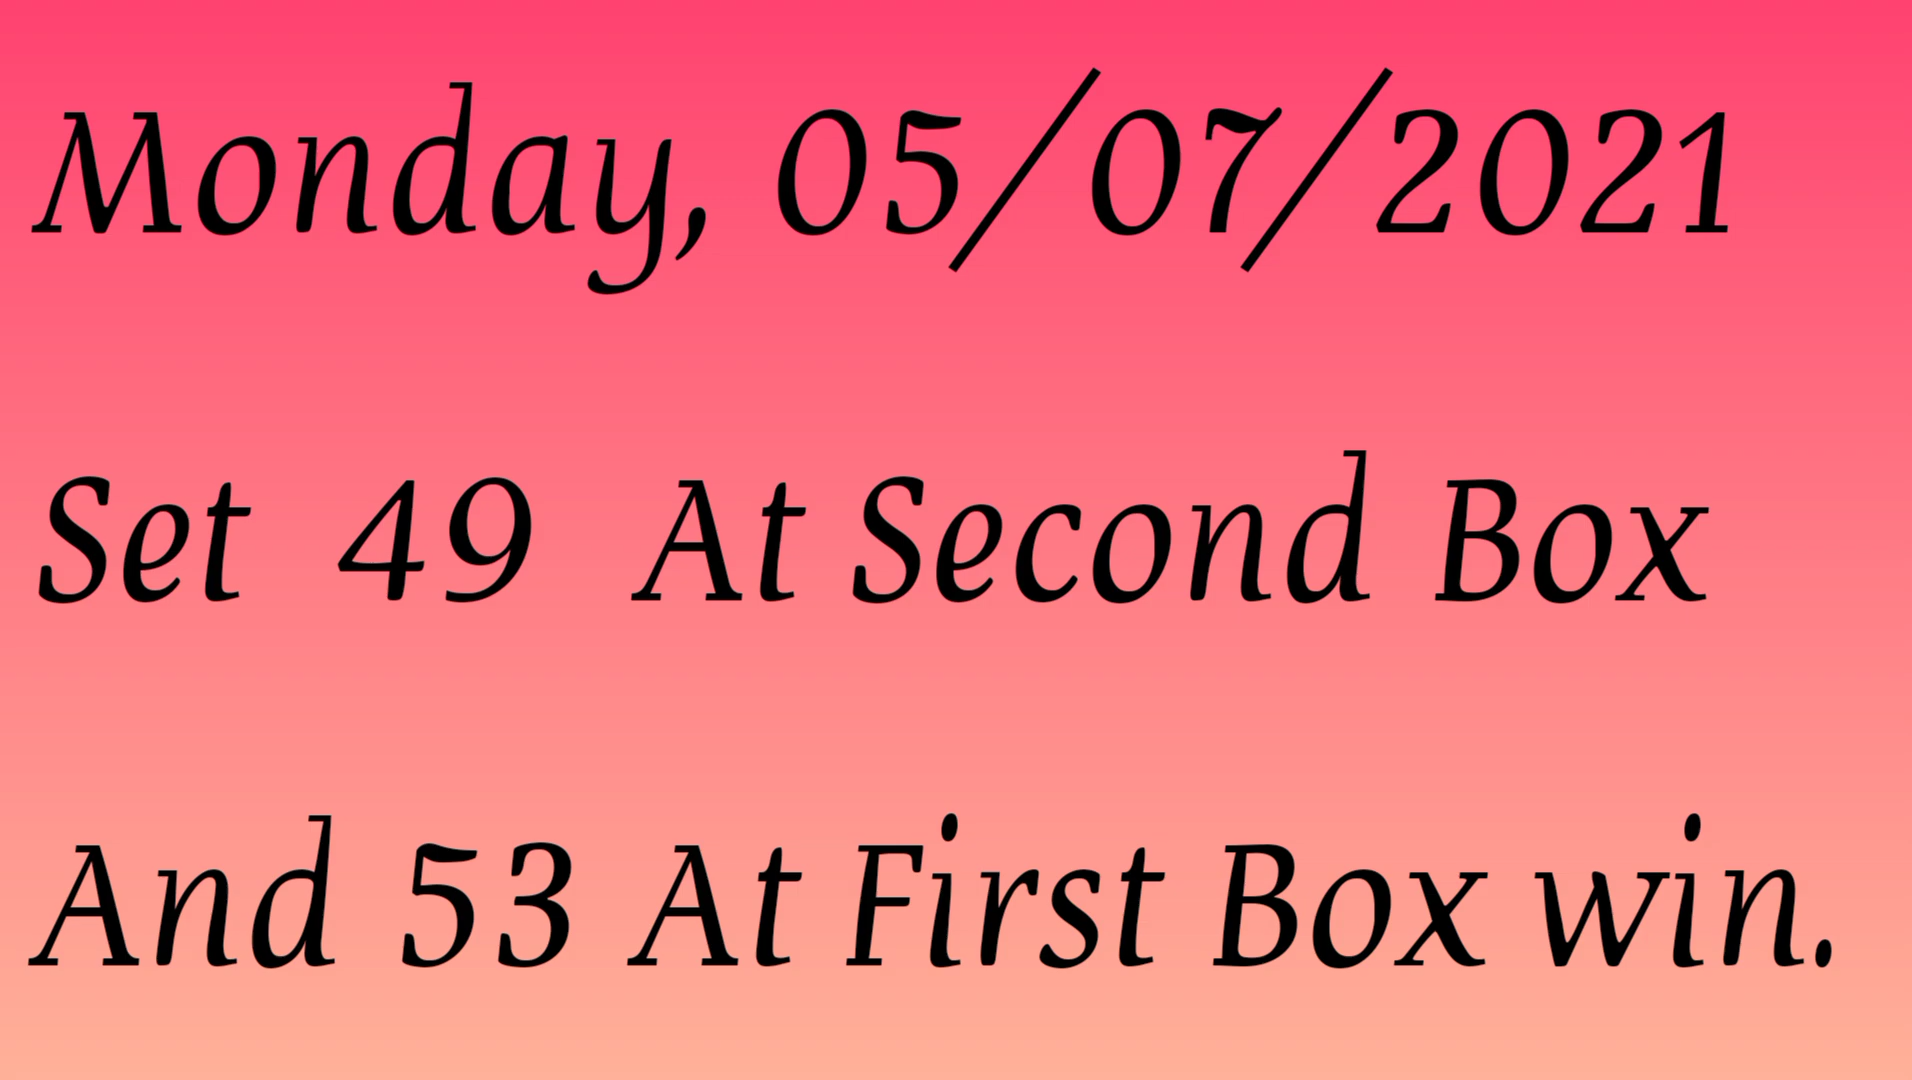 Monday, 05/07/2021
Set 49 At Second Box
And 53 At First Box win.